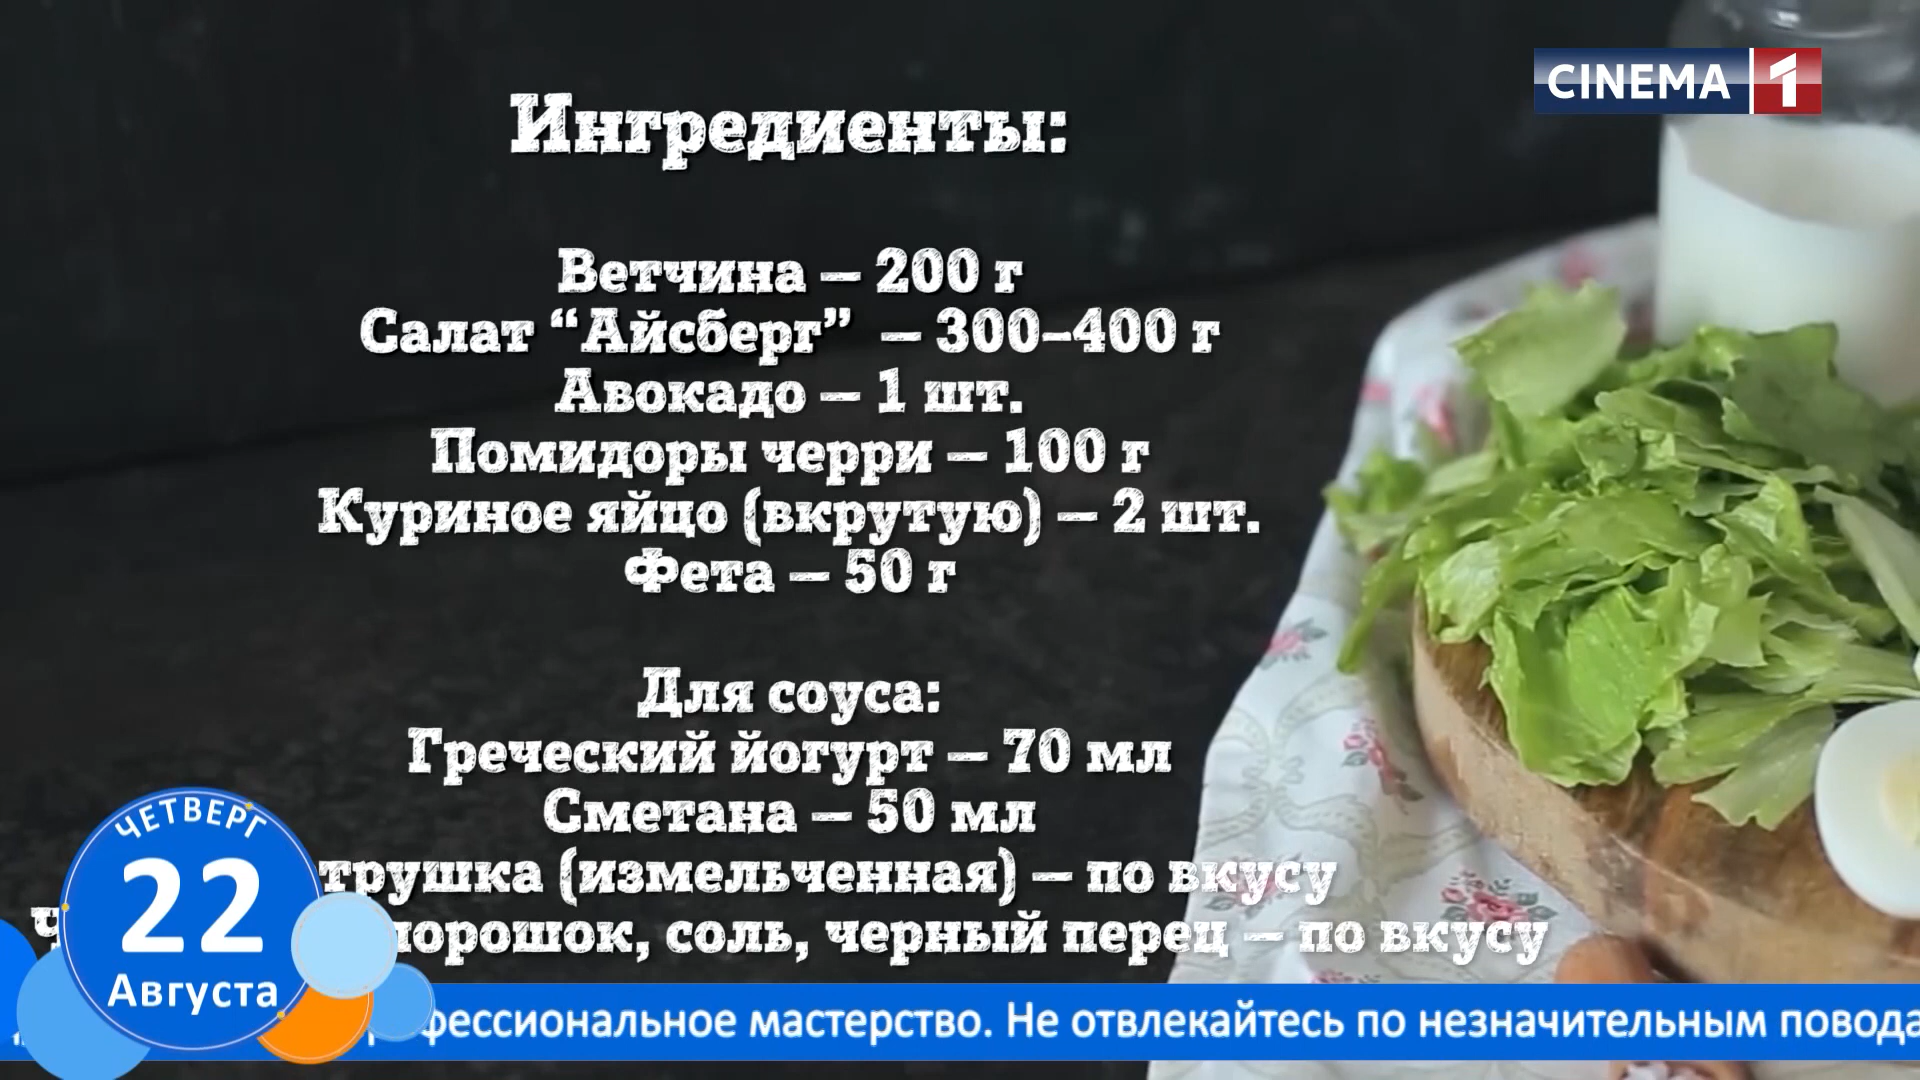 CINEMA 1
Ингредиенты:
Ветчина — 200 г
Салат “Айсберг” — 300–400 г
Авокадо — 1 шт.
Помидоры черри — 100 г
Куриное яйцо (вкрутую) — 2 шт.
Фета — 50 г
Для соуса:
Греческий йогурт — 70 мл
Сметана — 50 мл
трушка (измельченная) — по вкусу
порошок, соль, черный перец — по вкусу
ЧЕТВЕРГ
22
Августа
фессиональное мастерство. Не отвлекайтесь по незначительным повода